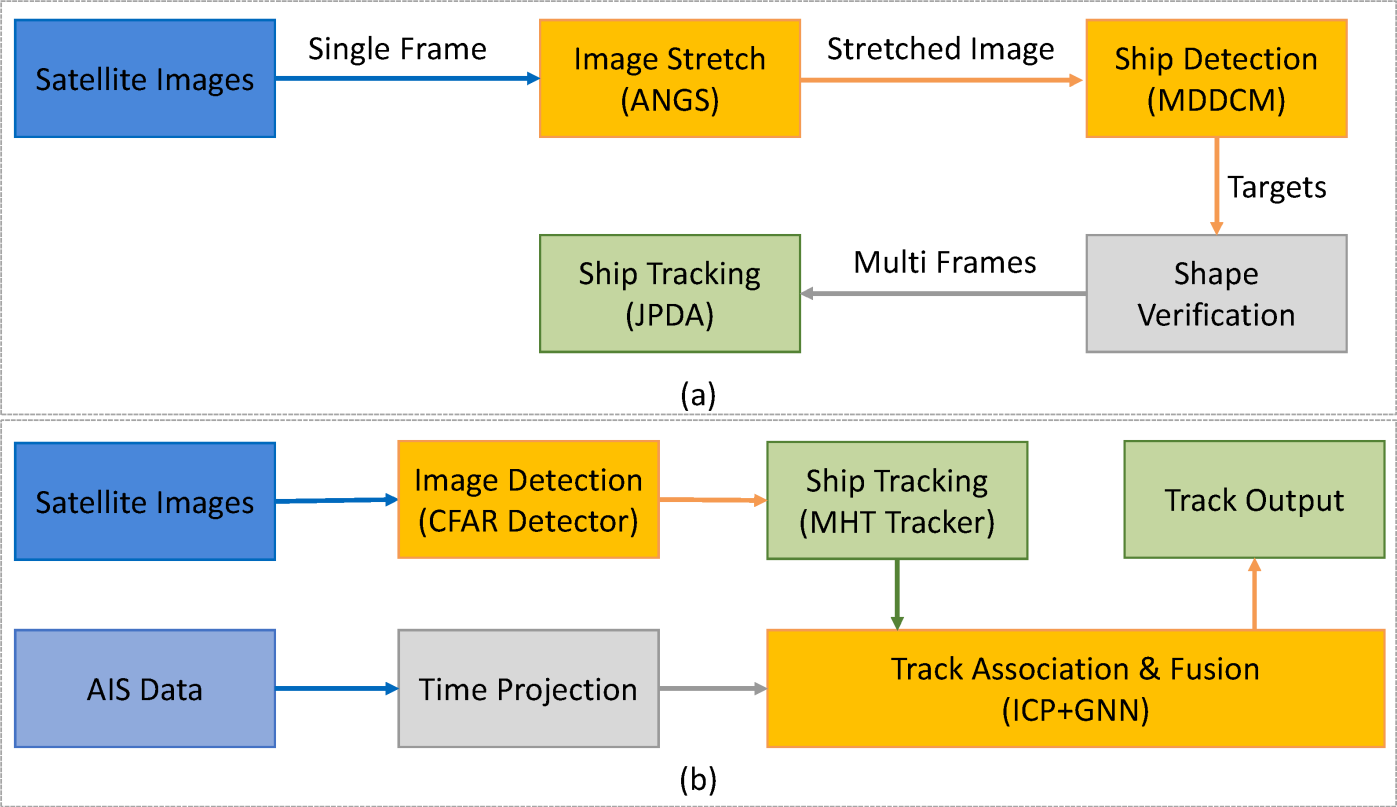 Satellite Images
Single Frame
Image Stretch
(ANGS)
Stretched Image
Ship Detection
(MDDCM)
Targets
Ship Tracking
(JPDA)
Multi Frames
Shape
Verification
(a)
Satellite Images
Image Detection
(CFAR Detector)
Ship Tracking
(MHT Tracker)
Track Output
AIS Data
Time Projection
Track Association & Fusion
(ICP+GNN)
(b)